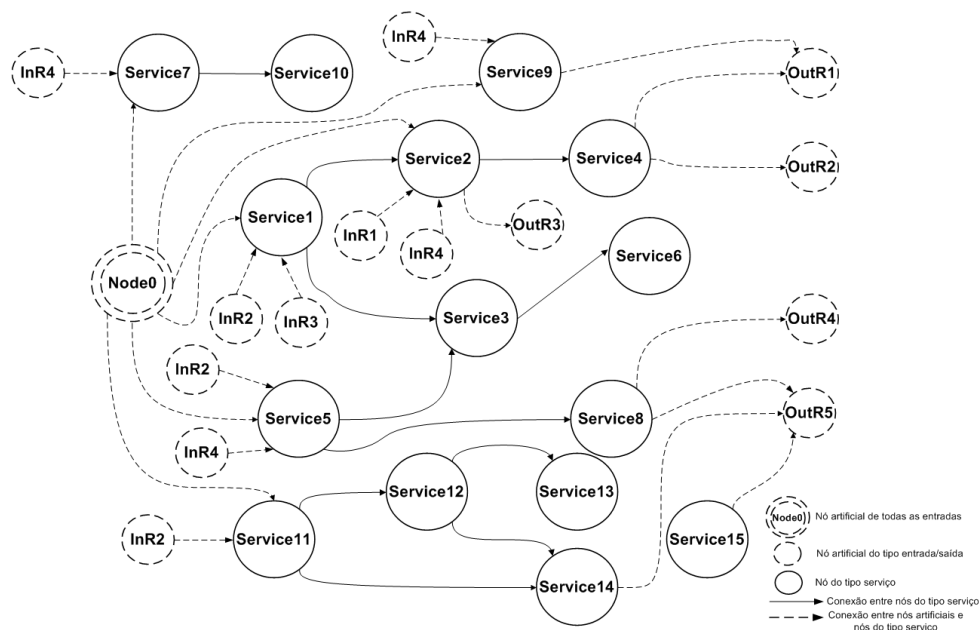 InR4
Service7
Service10
InR4
Service9
OutR1
Service2
Service4
OutR2
Service1
InR1
InR4
OutR3
Service6
Node0
InR2
InR3
Service3
OutR4
InR2
Service5
Service8
OutR5
InR4
Service12
Service13
InR2
Service11
Service15
Service14
Node0
Nó artificial de todas as entradas
Nó artificial do tipo entrada/saída
Nó do tipo serviço
Conexão entre nós do tipo serviço
Conexão entre nós artificiais e
nós do tipo serviço